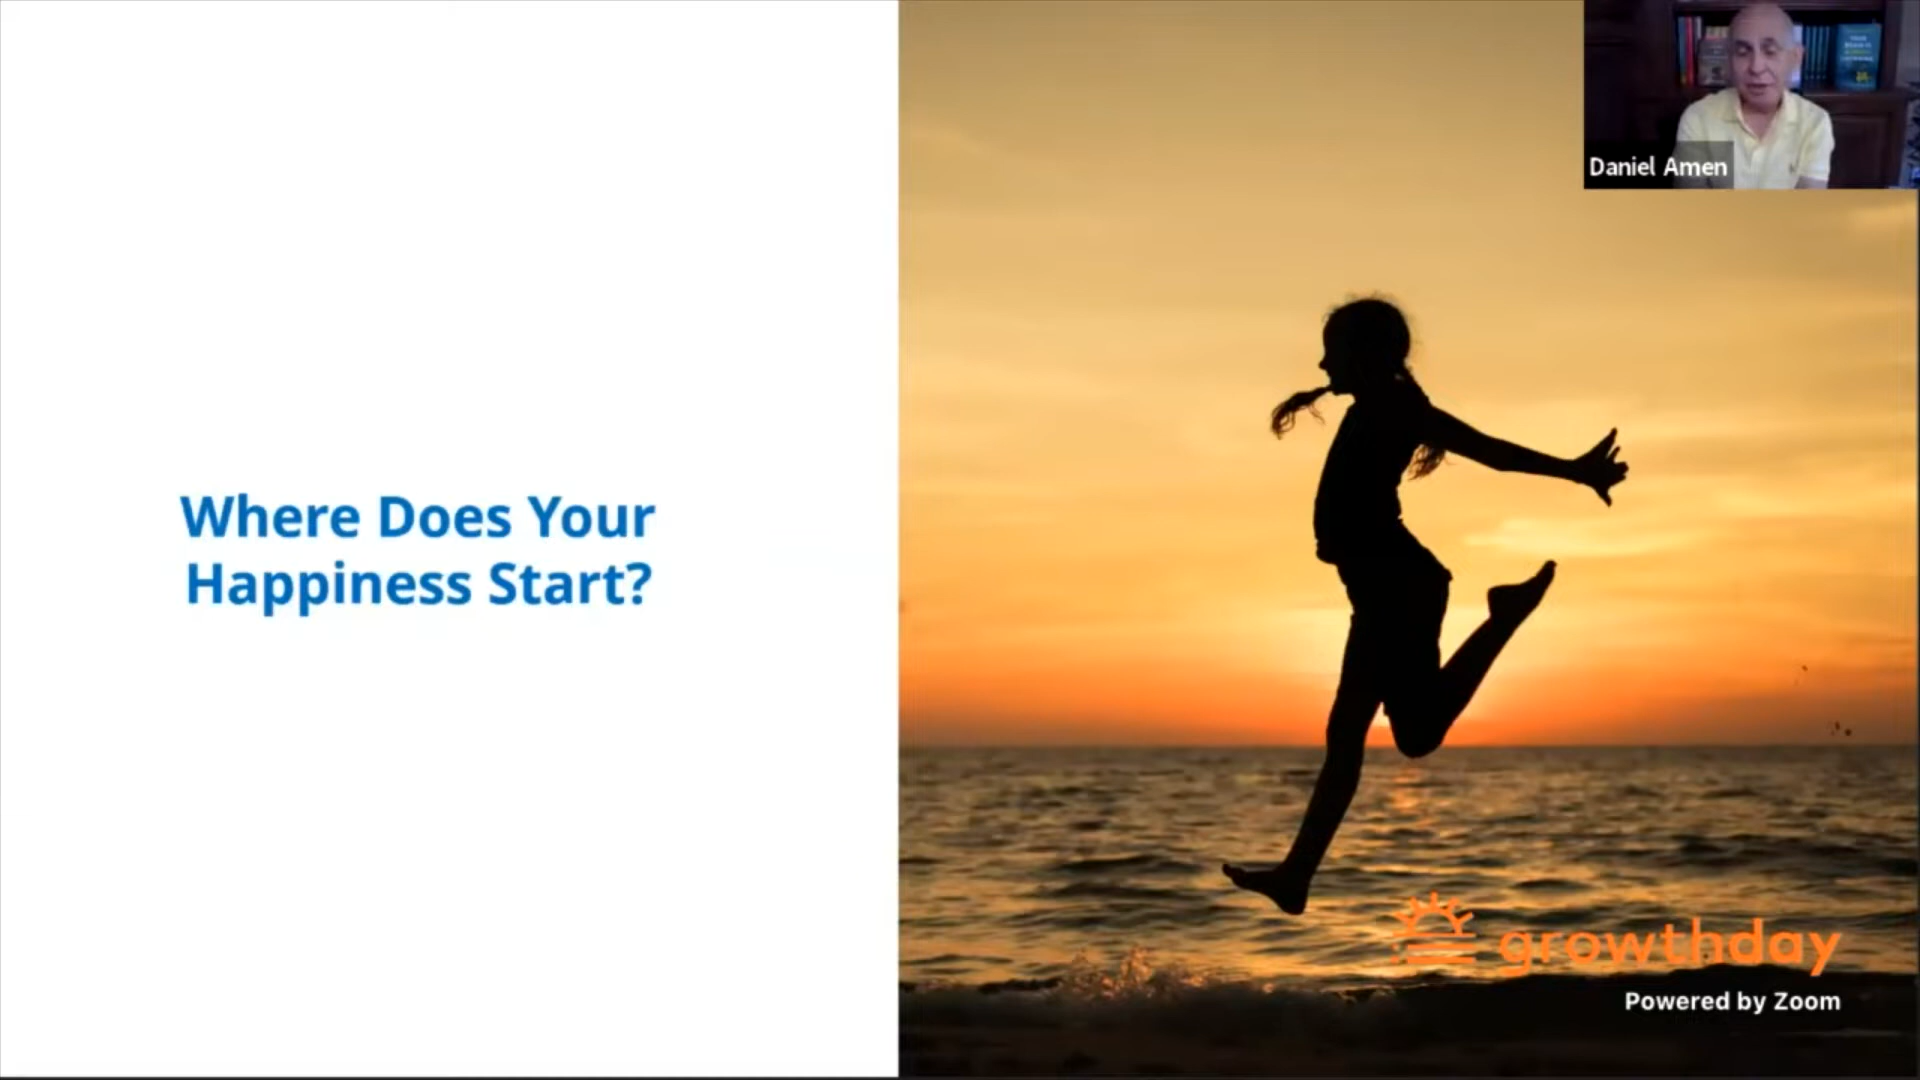 Where Does Your
Happiness Start?
Daniel Amen
growthday
Powered by Zoom